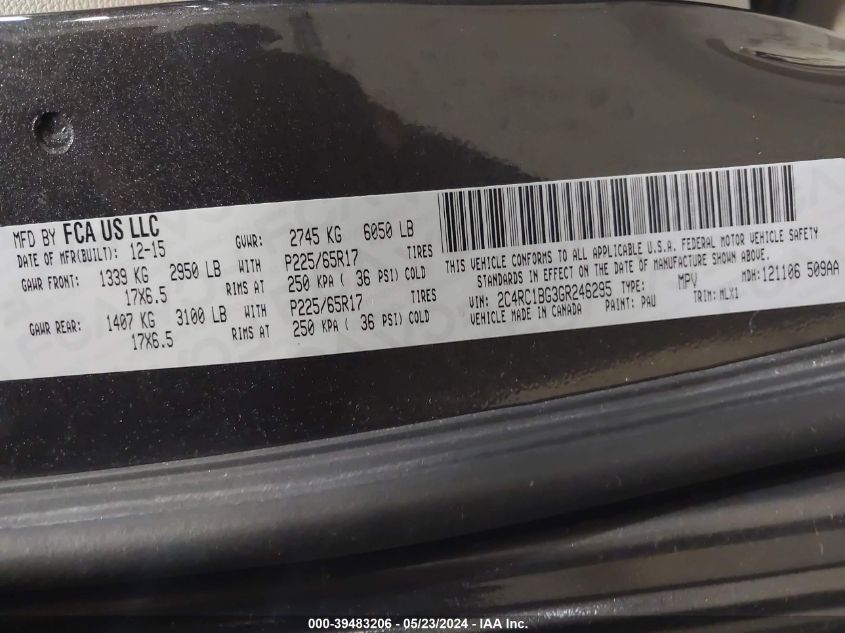 MFD BY FCA US LLC
DATE OF MFR(BUILT): 12-15 GVWR: 2745 KG 6050 LB
GAWR FRONT: 1339 KG 2950 LB WITH P225/65R17 TIRES
17X6.5 RIMS AT 250 KPA ( 36 PSI) COLD
GAWR REAR: 1407 KG 3100 LB WITH P225/65R17 TIRES
17X6.5 RIMS AT 250 KPA ( 36 PSI) COLD
THIS VEHICLE CONFORMS TO ALL APPLICABLE U.S.A. FEDERAL MOTOR VEHICLE SAFETY
STANDARDS IN EFFECT ON THE DATE OF MANUFACTURE SHOWN ABOVE.
VIN: 2C4RC1BG3GR246295 TYPE: MPV MDH: 121106 509AA
VEHICLE MADE IN CANADA PAINT: PAU TRIM: MLX1
000-39483206 - 05/23/2024 - IAA Inc.